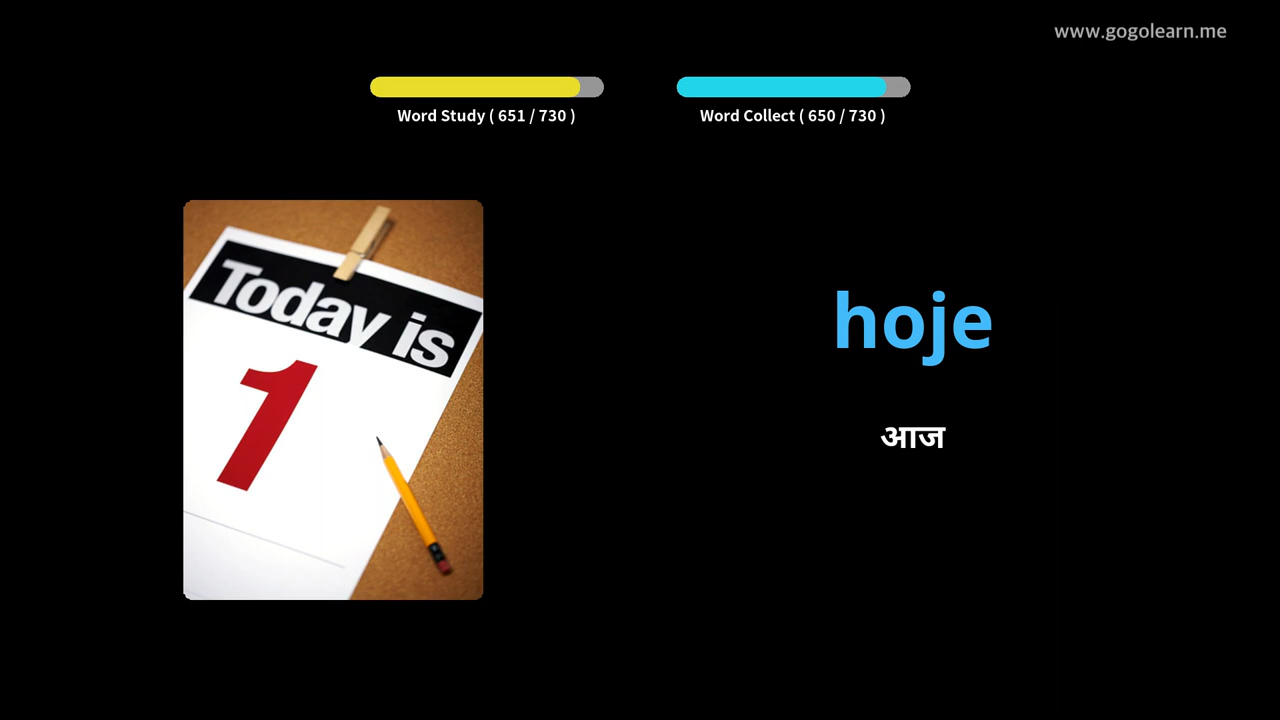 www.gogolearn.me
Word Study ( 651 / 730 )
Word Collect ( 650 / 730 )
Today is
1
hoje
आज